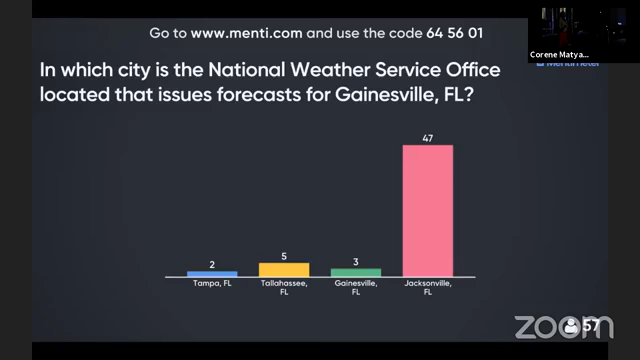 Go to www.menti.com and use the code 64 56 01
Corene Matya...
Mentimeter
In which city is the National Weather Service Office
located that issues forecasts for Gainesville, FL?
47
2
5
3
Tampa, FL
Tallahassee,
FL
Gainesville,
FL
Jacksonville,
FL
57
zoom